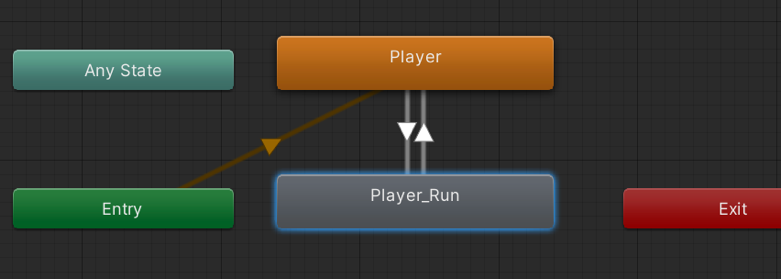 Any State
Player
Entry
Player_Run
Exit